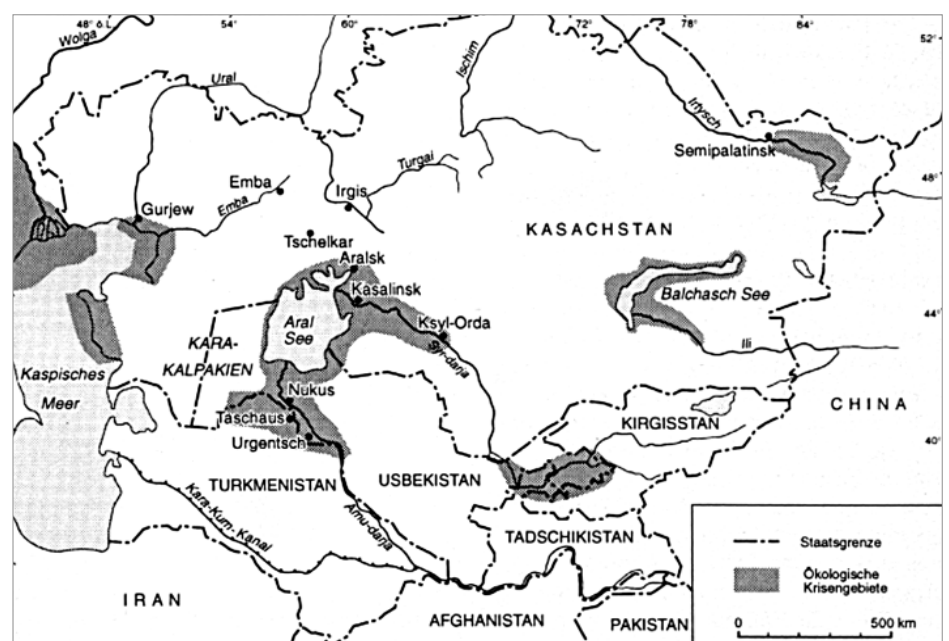 48° ö.L.
54°
60°
72°
78°
84°
52°
Wolga
Ural
Ischim
Irtysch
Semipalatinsk
48°
Turgai
Emba
Emba
Irgis
Gurjew
KASACHSTAN
Tschelkar
Aralsk
Kasalinsk
Balchasch See
44°
Aral
See
Ksyl-Orda
Syr-darja
Ili
KARA-
KALPAKIEN
Kaspisches
Meer
Nukus
Taschaus
Urgentsch
KIRGISSTAN
CHINA
40°
USBEKISTAN
TURKMENISTAN
Kara-Kum-Kanal
Amu-darja
TADSCHIKISTAN
IRAN
AFGHANISTAN
PAKISTAN
Staatsgrenze
Ökologische
Krisengebiete
0 500 km